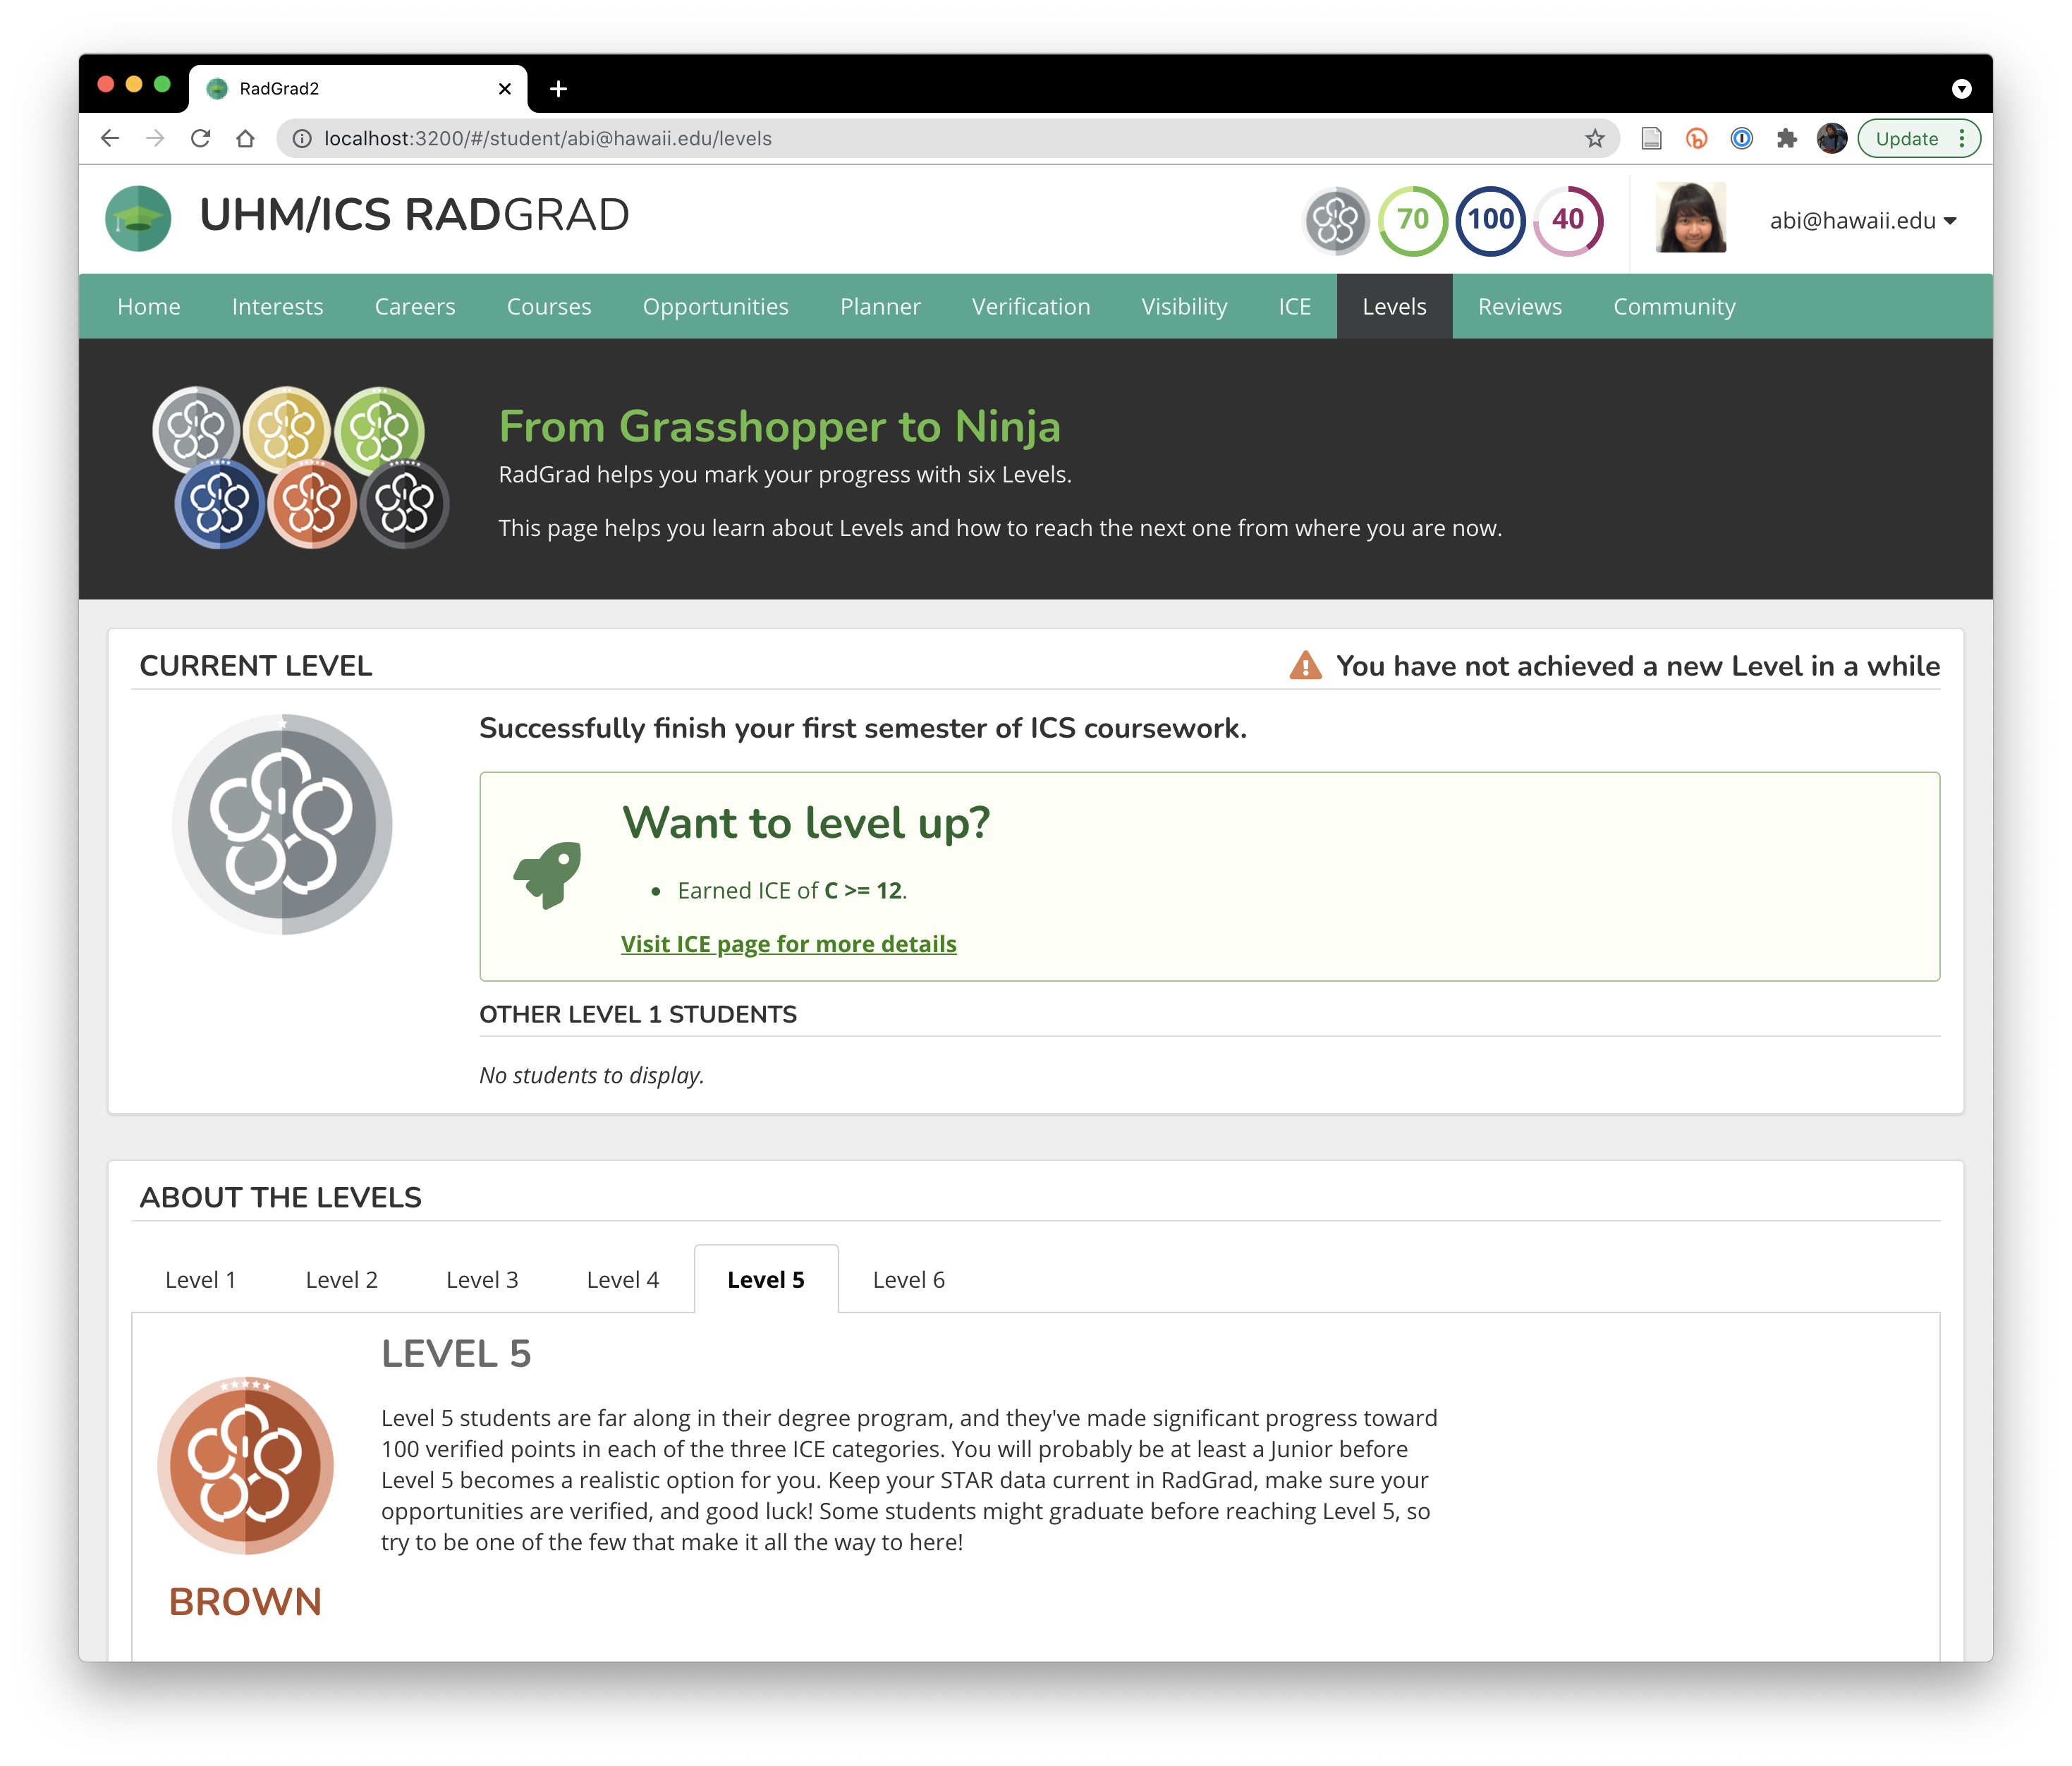 RadGrad2
localhost:3200/#/student/abi@hawaii.edu/levels
Update
UHM/ICS RADGRAD
70
100
40
abi@hawaii.edu
Home
Interests
Careers
Courses
Opportunities
Planner
Verification
Visibility
ICE
Levels
Reviews
Community
From Grasshopper to Ninja
RadGrad helps you mark your progress with six Levels.
This page helps you learn about Levels and how to reach the next one from where you are now.
CURRENT LEVEL
You have not achieved a new Level in a while
Successfully finish your first semester of ICS coursework.
Want to level up?
• Earned ICE of C >= 12.
Visit ICE page for more details
OTHER LEVEL 1 STUDENTS
No students to display.
ABOUT THE LEVELS
Level 1
Level 2
Level 3
Level 4
Level 5
Level 6
LEVEL 5
Level 5 students are far along in their degree program, and they've made significant progress toward
100 verified points in each of the three ICE categories. You will probably be at least a Junior before
Level 5 becomes a realistic option for you. Keep your STAR data current in RadGrad, make sure your
opportunities are verified, and good luck! Some students might graduate before reaching Level 5, so
try to be one of the few that make it all the way to here!
BROWN